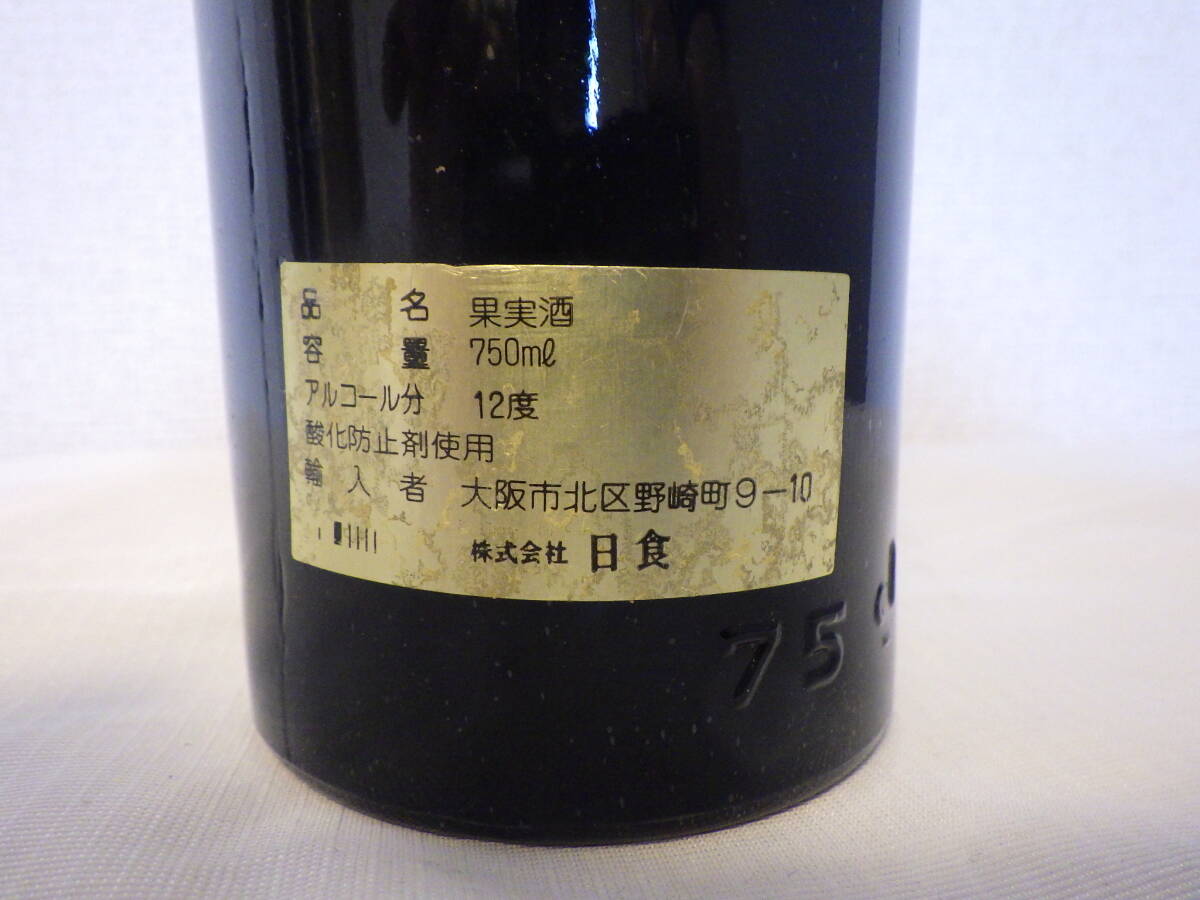 品名 果実酒
容量 750ml
アルコール分 12度
酸化防止剤使用
輸入者 大阪市北区野崎町9-10
株式会社 日食
75